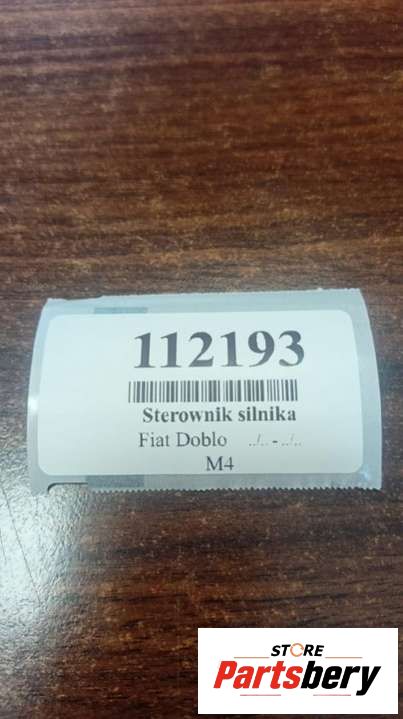 112193
Sterownik silnika
Fiat Doblo ../.. - ../..
M4
STORE
Partsbery